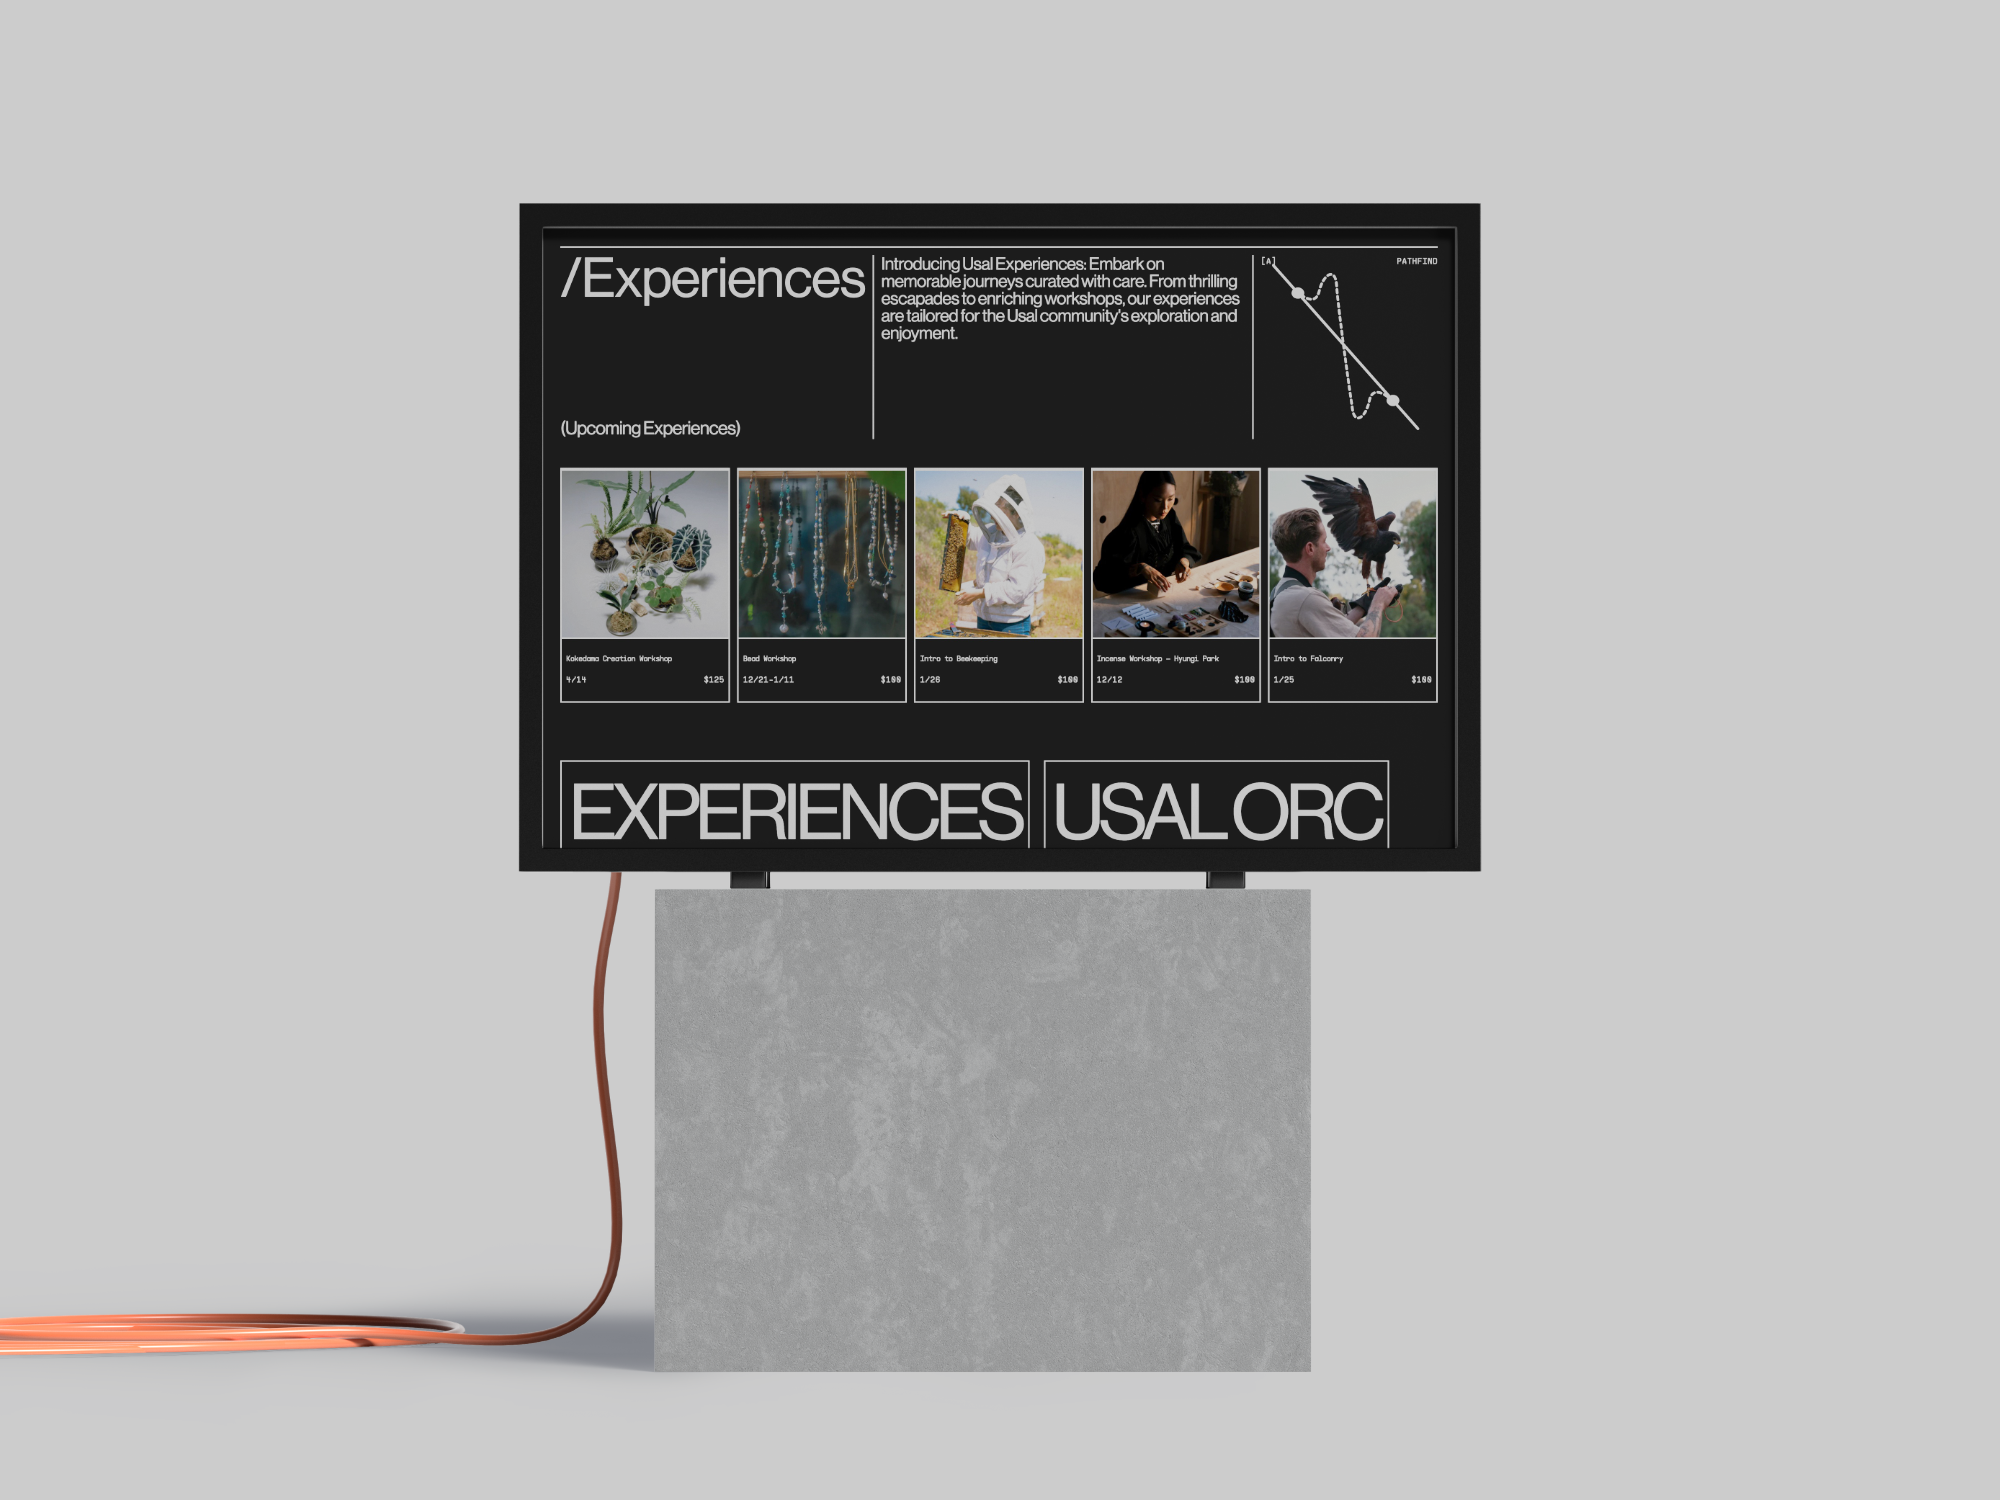 /Experiences
Introducing Usal Experiences: Embark on
memorable journeys curated with care. From thrilling
escapades to enriching workshops, our experiences
are tailored for the Usal community's exploration and
enjoyment.
[A]
PATHFIND
(Upcoming Experiences)
Kokedama Creation Workshop
4/14 $125
Bead Workshop
12/21-1/11 $100
Intro to Beekeeping
1/28 $100
Incense Workshop – Hyungi Park
12/12 $100
Intro to Falconry
1/25 $100
EXPERIENCES
USAL ORC